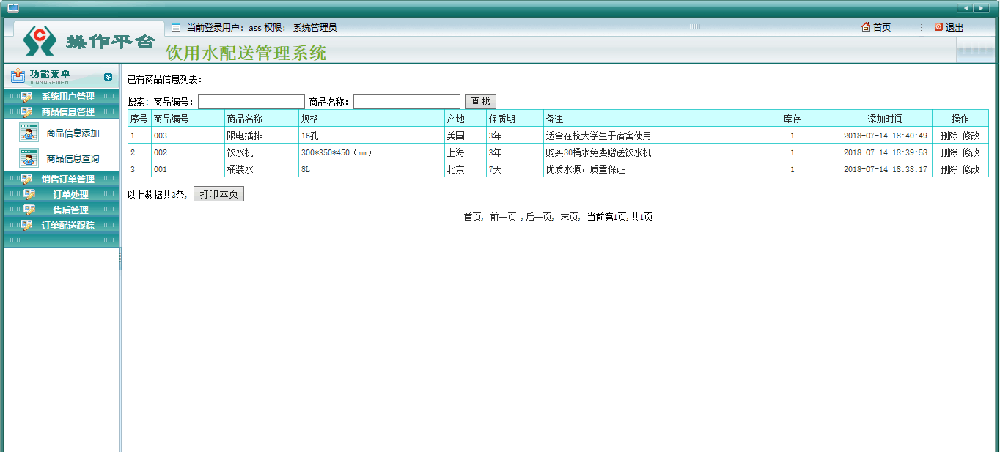 当前登录用户：ass 权限： 系统管理员
首页
退出
操作平台
饮用水配送管理系统
功能菜单
MANAGEMENT
系统用户管理
商品信息管理
商品信息添加
商品信息查询
销售订单管理
订单处理
售后管理
订单配送跟踪
已有商品信息列表：
搜索：商品编号： 商品名称： 查找
序号 商品编号 商品名称 规格 产地 保质期 备注 库存 添加时间 操作
1 003 限电插排 16孔 美国 3年 适合在校大学生于宿舍使用 1 2018-07-14 18:40:49 删除 修改
2 002 饮水机 300*350*450（mm） 上海 3年 购买80桶水免费赠送饮水机 1 2018-07-14 18:39:58 删除 修改
3 001 桶装水 8L 北京 7天 优质水源，质量保证 1 2018-07-14 18:38:17 删除 修改
以上数据共3条, 打印本页
首页, 前一页 ,后一页, 末页, 当前第1页,共1页